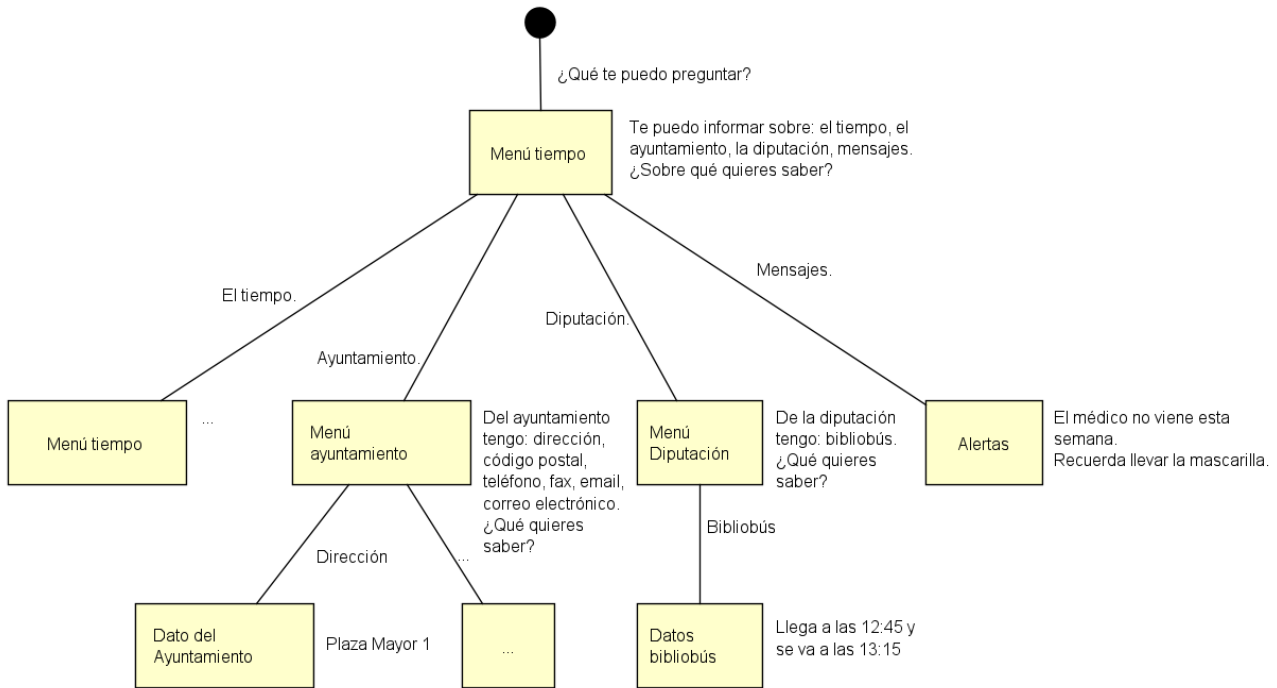 ¿Qué te puedo preguntar?
Menú tiempo
Te puedo informar sobre: el tiempo, el
ayuntamiento, la diputación, mensajes.
¿Sobre qué quieres saber?
El tiempo.
Ayuntamiento.
Diputación.
Mensajes.
Menú tiempo
...
Menú
ayuntamiento
Del ayuntamiento
tengo: dirección,
código postal,
teléfono, fax, email,
correo electrónico.
¿Qué quieres
saber?
Menú
Diputación
De la diputación
tengo: bibliobús.
¿Qué quieres
saber?
Alertas
El médico no viene esta
semana.
Recuerda llevar la mascarilla.
Dirección
...
Bibliobús
Dato del
Ayuntamiento
Plaza Mayor 1
...
Datos
bibliobús
Llega a las 12:45 y
se va a las 13:15